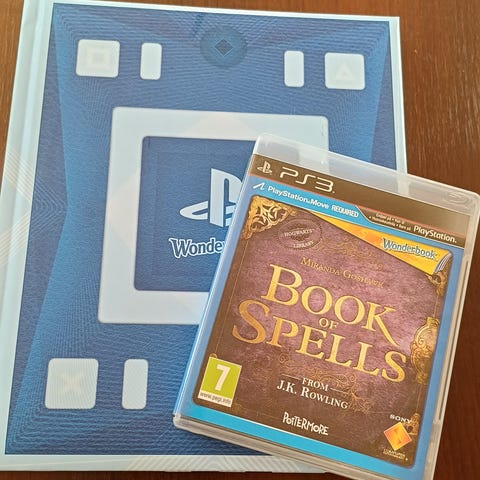 Wonder
PS3
PlayStation.Move REQUIRED
PlayStation.
Wonderbook
HOGWARTS
LIBRARY
MIRANDA GOSHAWK
BOOK
OF
SPELLS
FROM
J.K. ROWLING
7
www.pegi.info
POTTERMORE
SONY